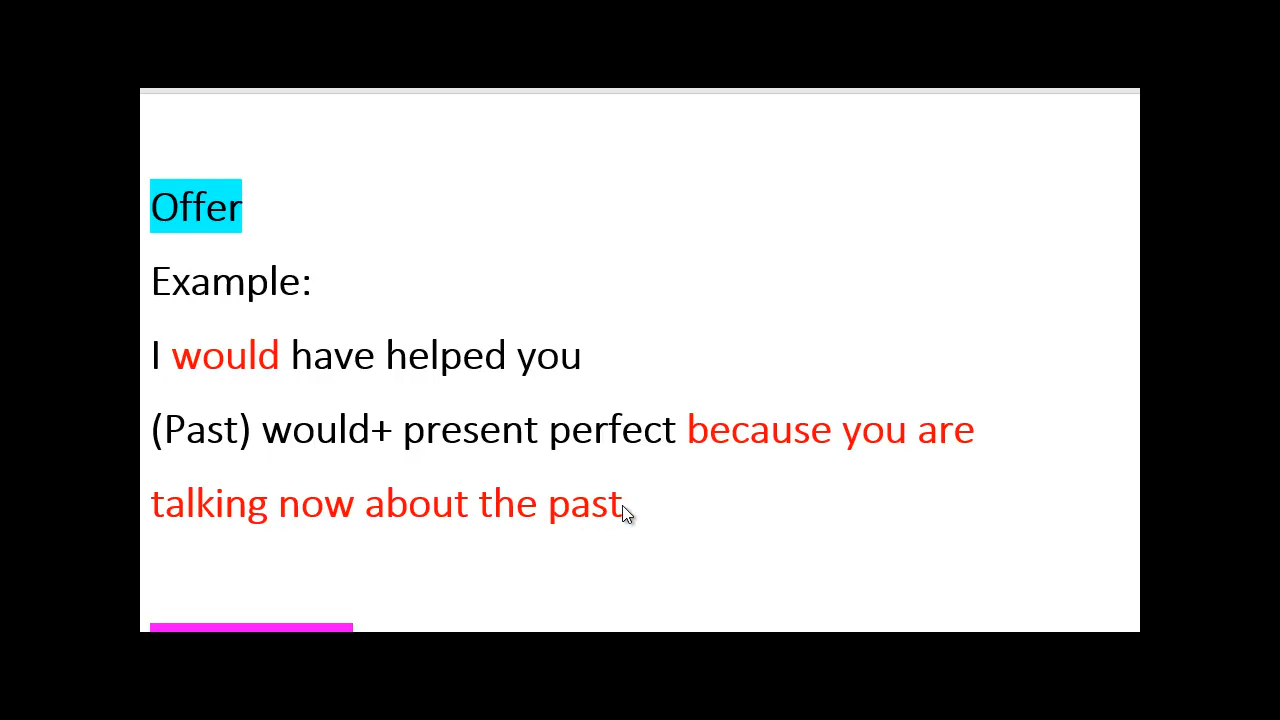 Offer
Example:
I would have helped you
(Past) would+ present perfect because you are
talking now about the past